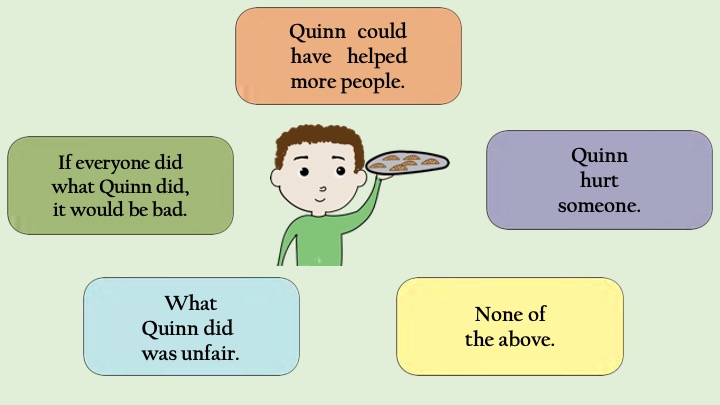 Quinn could
have helped
more people.
If everyone did
what Quinn did,
it would be bad.
Quinn
hurt
someone.
What
Quinn did
was unfair.
None of
the above.